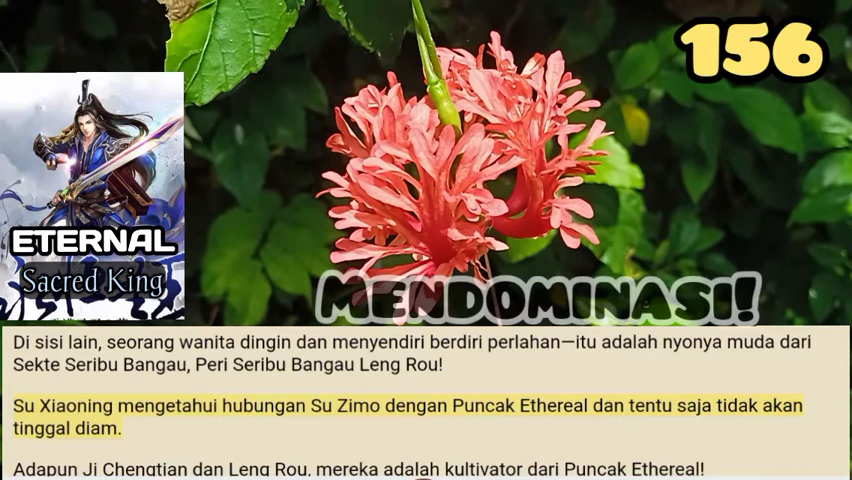 156
ETERNAL
Sacred King
MENDOMINASI!
Di sisi lain, seorang wanita dingin dan menyendiri berdiri perlahan—itu adalah nyonya muda dari
Sekte Seribu Bangau, Peri Seribu Bangau Leng Rou!
Su Xiaoning mengetahui hubungan Su Zimo dengan Puncak Ethereal dan tentu saja tidak akan
tinggal diam.
Adapun Ji Chengtian dan Leng Rou, mereka adalah kultivator dari Puncak Ethereal!